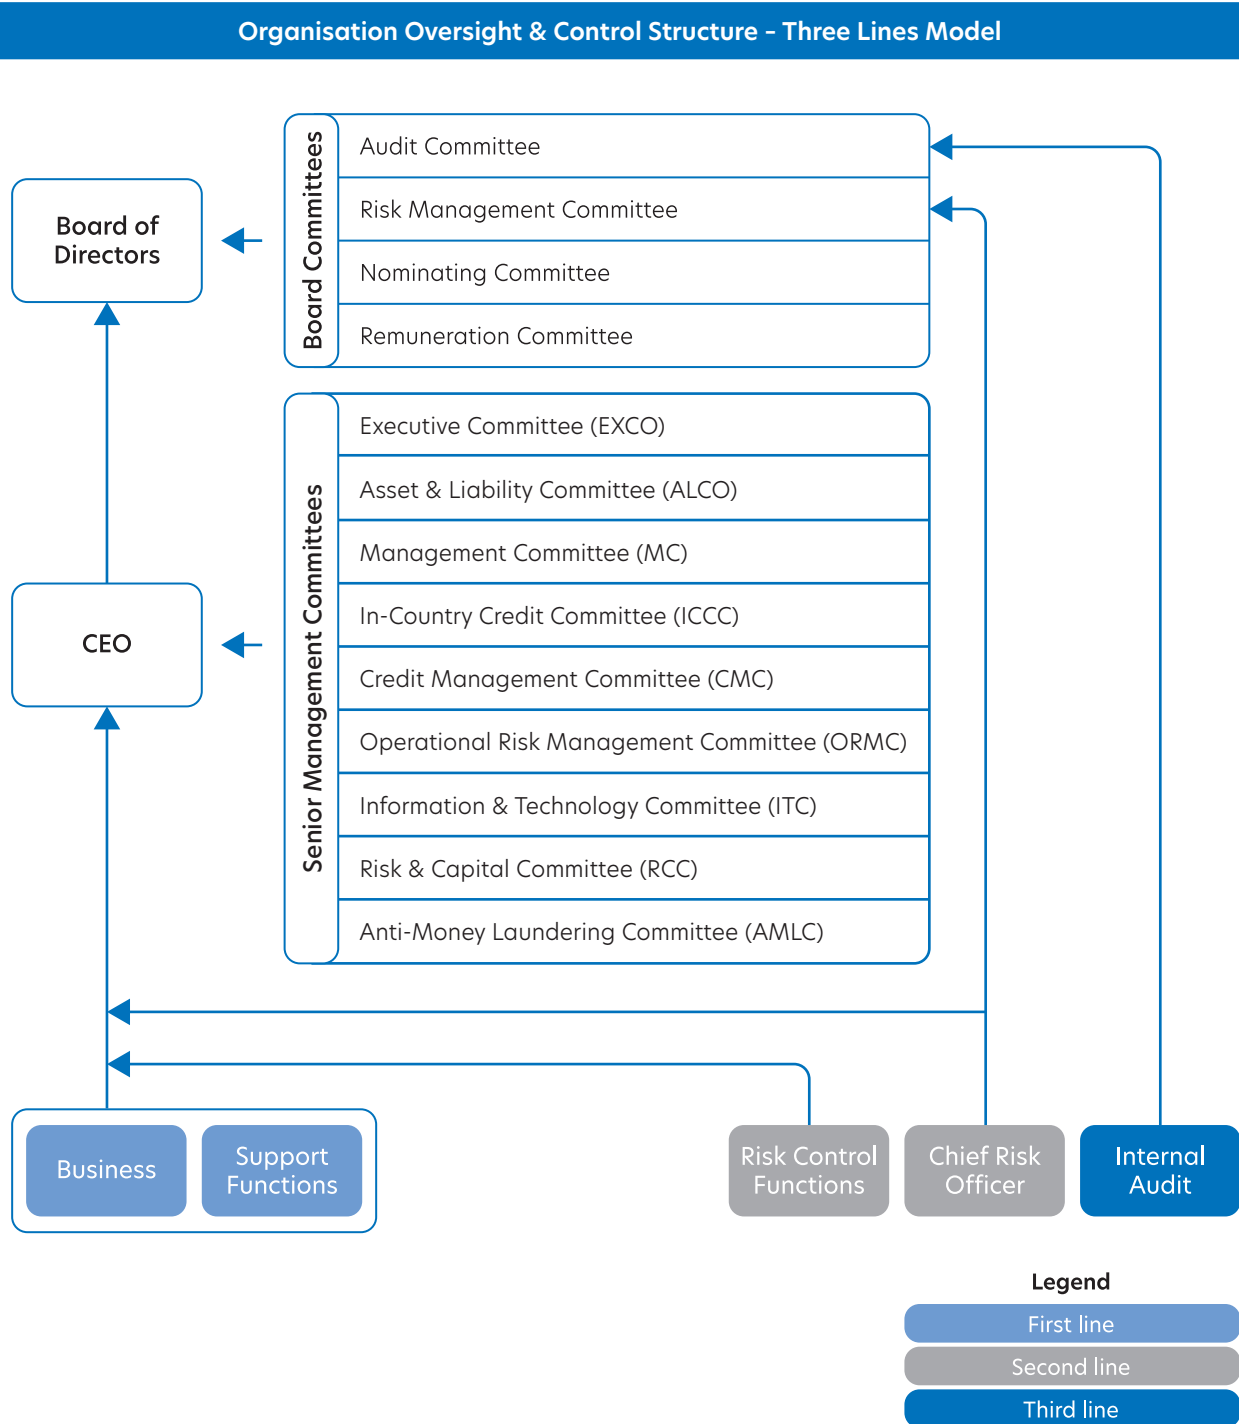 Organisation Oversight & Control Structure – Three Lines Model
Board of
Directors
Board Committees
Audit Committee
Risk Management Committee
Nominating Committee
Remuneration Committee
CEO
Senior Management Committees
Executive Committee (EXCO)
Asset & Liability Committee (ALCO)
Management Committee (MC)
In-Country Credit Committee (ICCC)
Credit Management Committee (CMC)
Operational Risk Management Committee (ORMC)
Information & Technology Committee (ITC)
Risk & Capital Committee (RCC)
Anti-Money Laundering Committee (AMLC)
Business
Support
Functions
Risk Control
Functions
Chief Risk
Officer
Internal
Audit
Legend
First line
Second line
Third line